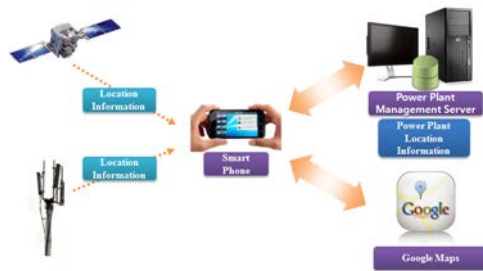 Location
Information
Power Plant
Management Server
Power Plant
Location
Information
Location
Information
Smart
Phone
Google
Google Maps